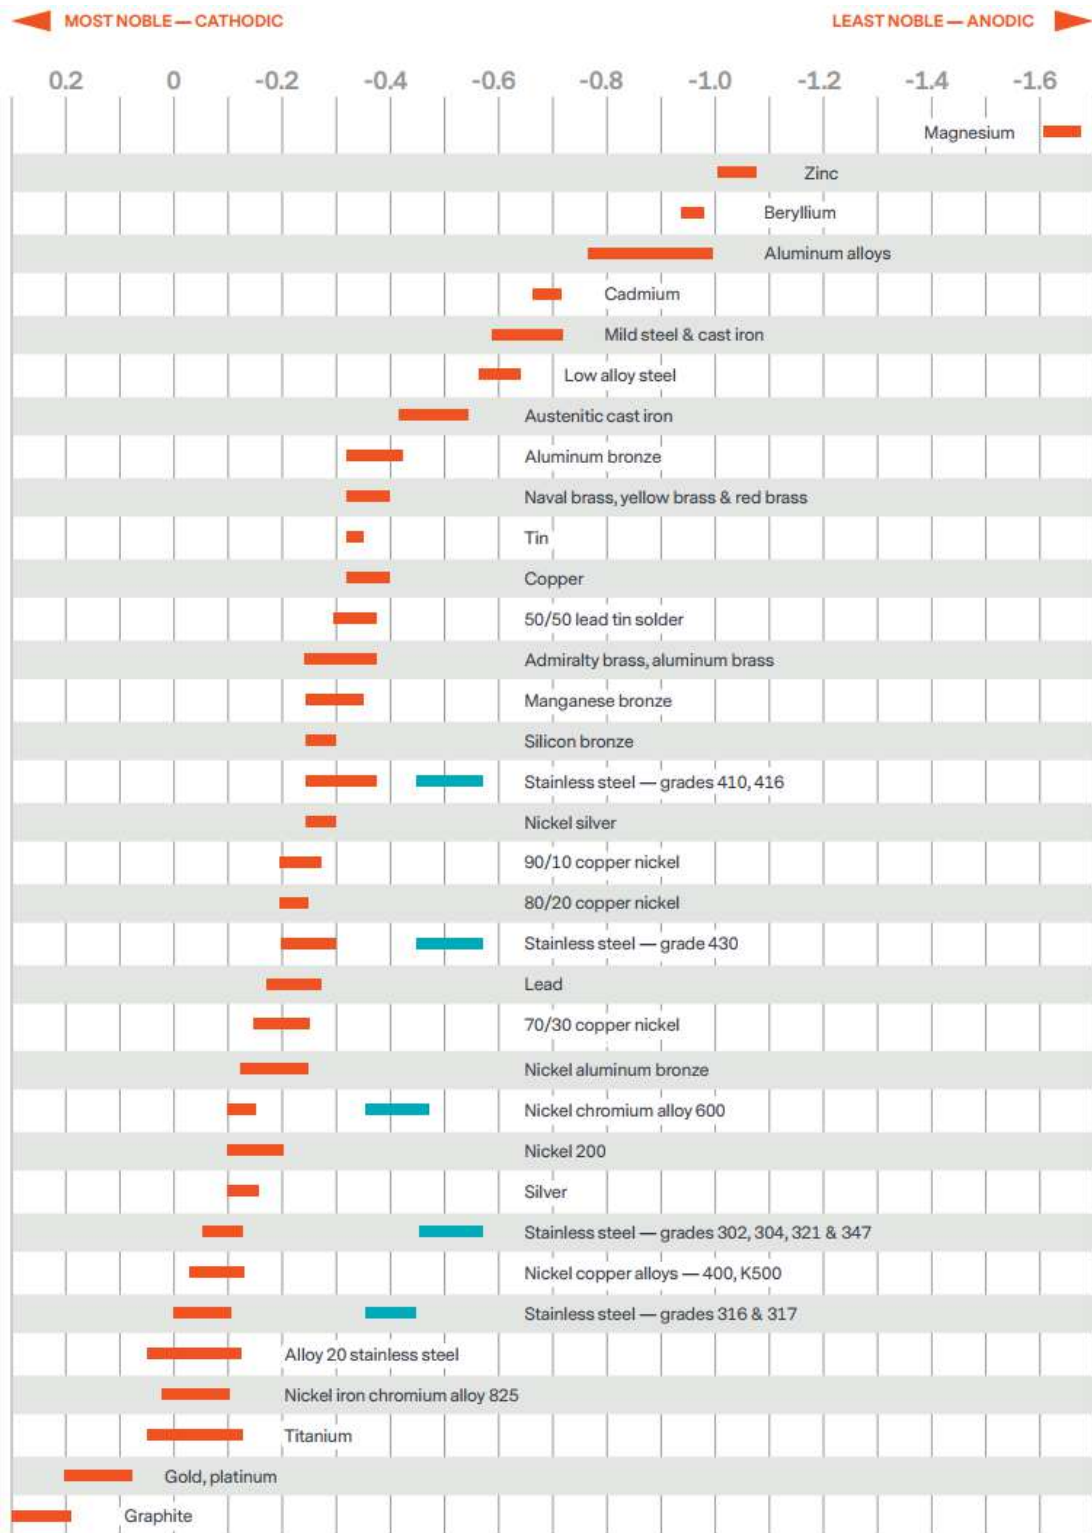 MOST NOBLE — CATHODIC LEAST NOBLE — ANODIC
0.2 0 -0.2 -0.4 -0.6 -0.8 -1.0 -1.2 -1.4 -1.6
Magnesium
Zinc
Beryllium
Aluminum alloys
Cadmium
Mild steel & cast iron
Low alloy steel
Austenitic cast iron
Aluminum bronze
Naval brass, yellow brass & red brass
Tin
Copper
50/50 lead tin solder
Admiralty brass, aluminum brass
Manganese bronze
Silicon bronze
Stainless steel — grades 410, 416
Nickel silver
90/10 copper nickel
80/20 copper nickel
Stainless steel — grade 430
Lead
70/30 copper nickel
Nickel aluminum bronze
Nickel chromium alloy 600
Nickel 200
Silver
Stainless steel — grades 302, 304, 321 & 347
Nickel copper alloys — 400, K500
Stainless steel — grades 316 & 317
Alloy 20 stainless steel
Nickel iron chromium alloy 825
Titanium
Gold, platinum
Graphite